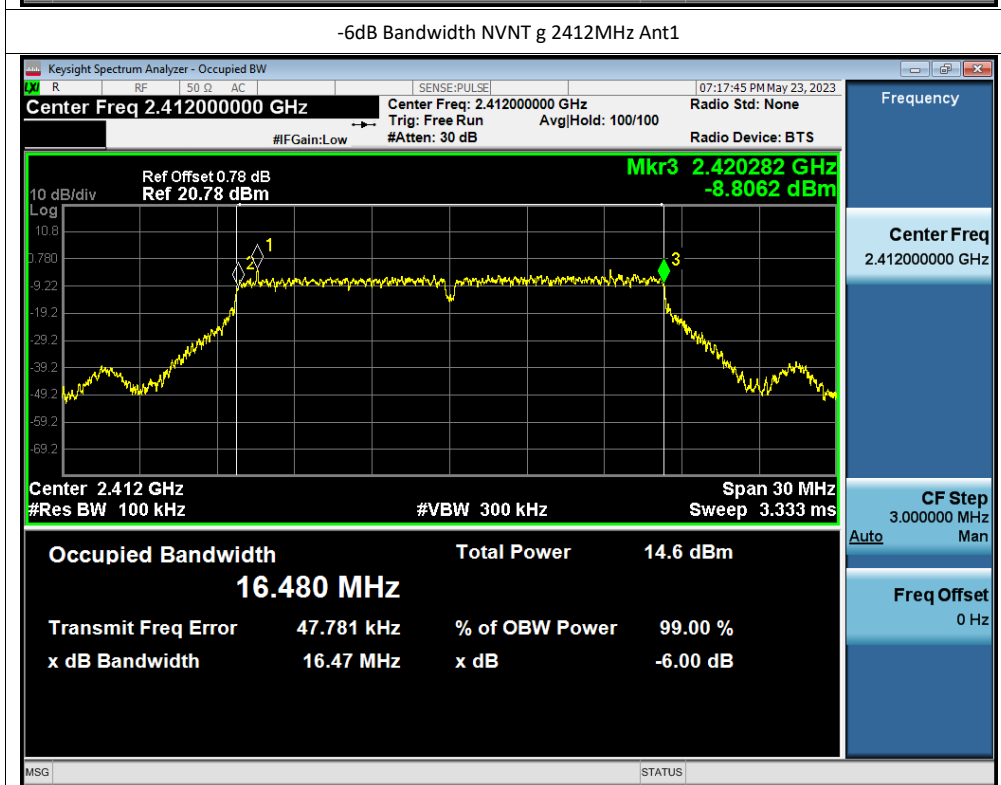 -6dB Bandwidth NVNT g 2412MHz Ant1
Keysight Spectrum Analyzer - Occupied BW
LXI R RF 50 Ω AC SENSE:PULSE 07:17:45 PM May 23, 2023
Center Freq 2.412000000 GHz Center Freq: 2.412000000 GHz Radio Std: None
Trig: Free Run Avg|Hold: 100/100
#IFGain:Low #Atten: 30 dB Radio Device: BTS
Frequency
Mkr3 2.420282 GHz
-8.8062 dBm
Ref Offset 0.78 dB
10 dB/div Ref 20.78 dBm
Log
10.8
0.780
-9.22
-19.2
-29.2
-39.2
-49.2
-59.2
-69.2
1
2
3
Center 2.412 GHz Span 30 MHz
#Res BW 100 kHz #VBW 300 kHz Sweep 3.333 ms
Occupied Bandwidth Total Power 14.6 dBm
16.480 MHz
Transmit Freq Error 47.781 kHz % of OBW Power 99.00 %
x dB Bandwidth 16.47 MHz x dB -6.00 dB
Center Freq
2.412000000 GHz
CF Step
3.000000 MHz
Auto Man
Freq Offset
0 Hz
MSG STATUS